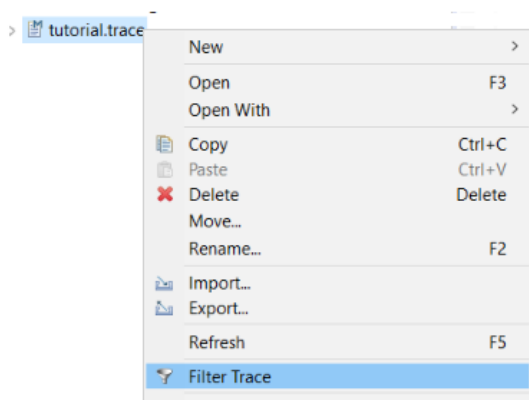 tutorial.trace
New
Open F3
Open With
Copy Ctrl+C
Paste Ctrl+V
Delete Delete
Move...
Rename... F2
Import...
Export...
Refresh F5
Filter Trace